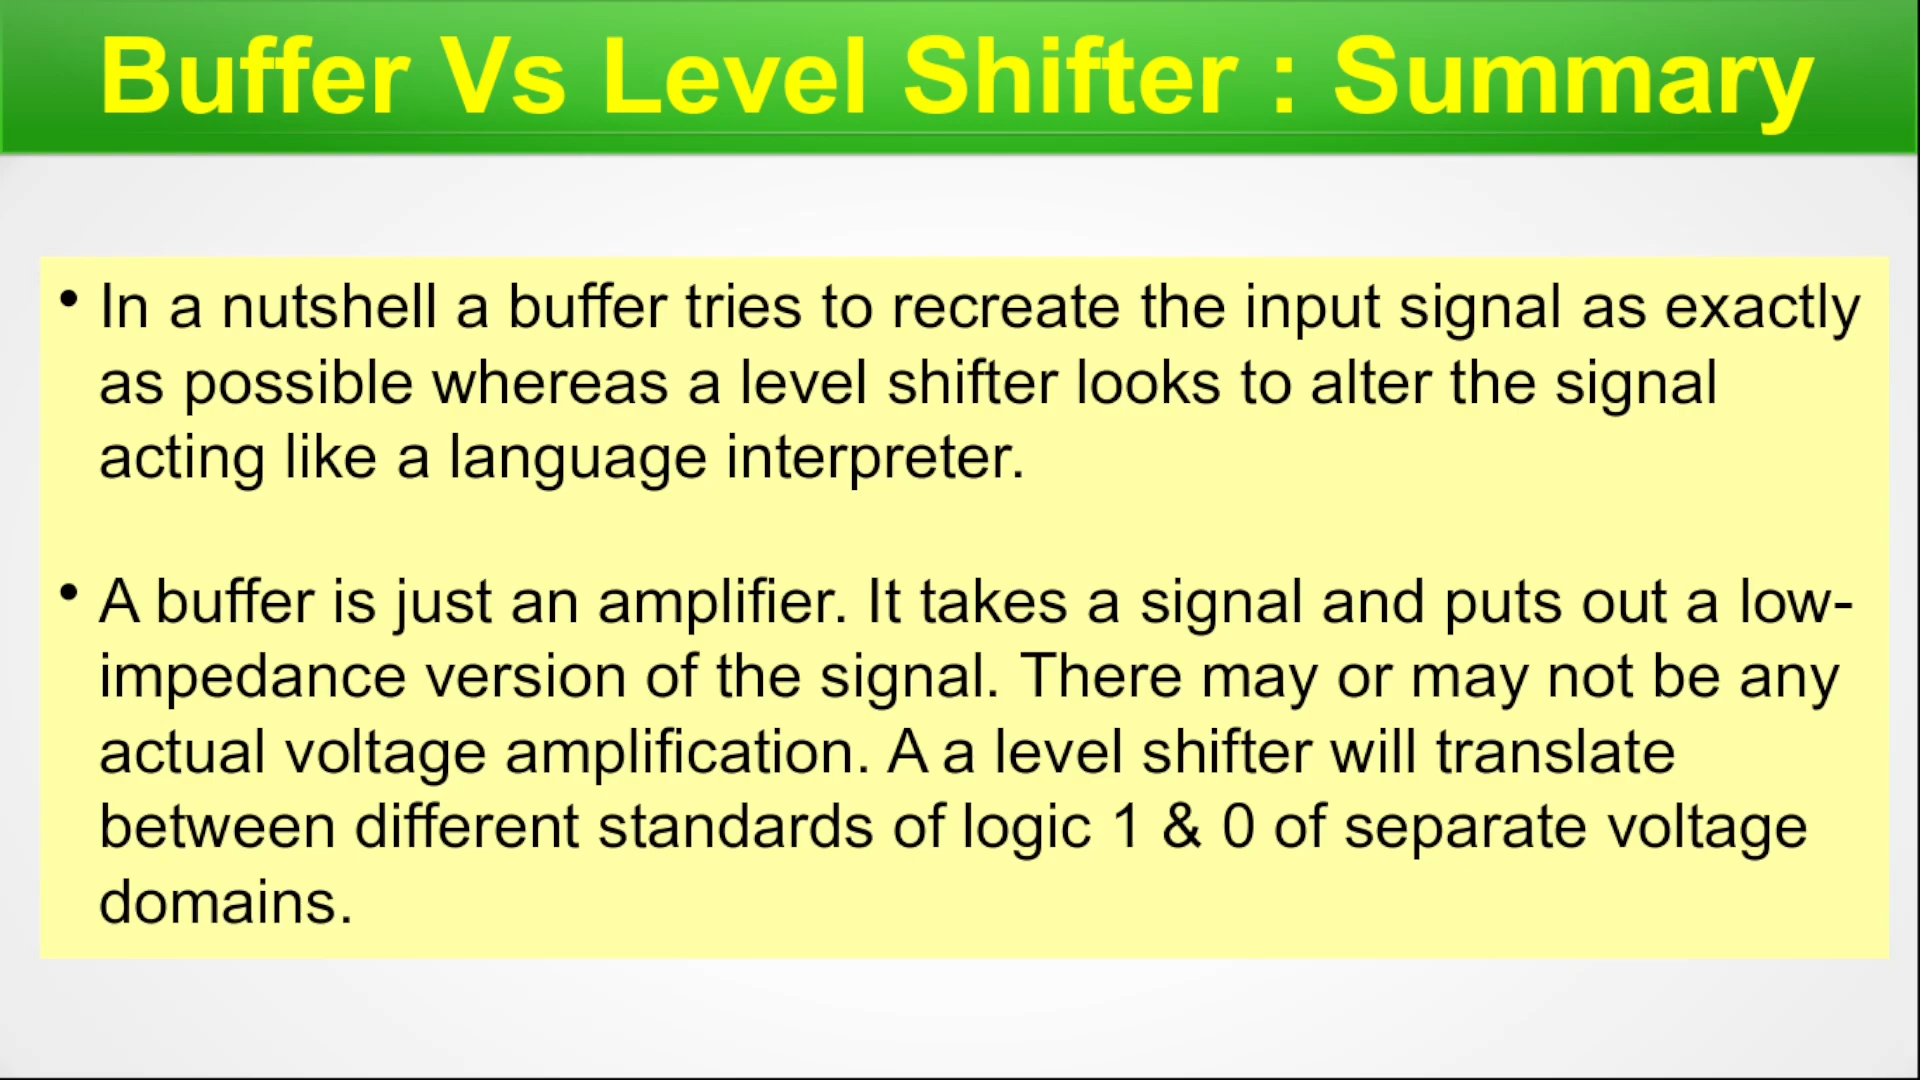 Buffer Vs Level Shifter : Summary
• In a nutshell a buffer tries to recreate the input signal as exactly
as possible whereas a level shifter looks to alter the signal
acting like a language interpreter.
• A buffer is just an amplifier. It takes a signal and puts out a low-
impedance version of the signal. There may or may not be any
actual voltage amplification. A a level shifter will translate
between different standards of logic 1 & 0 of separate voltage
domains.